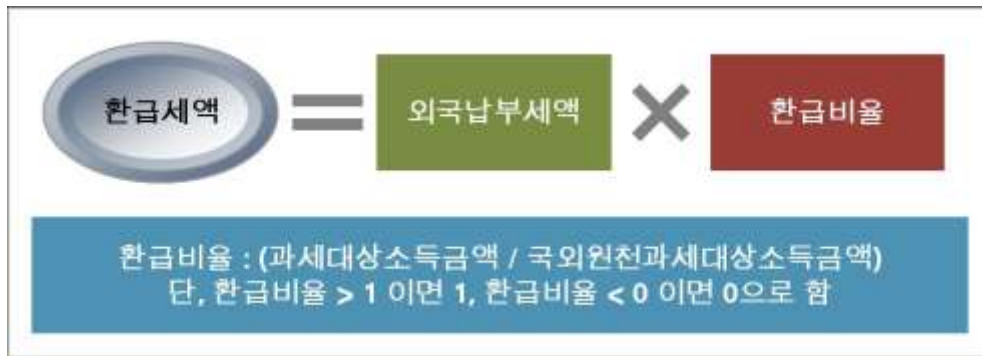 환급세액 = 외국납부세액 × 환급비율
환급비율 : (과세대상소득금액 / 국외원천과세대상소득금액)
단, 환급비율 > 1 이면 1, 환급비율 < 0 이면 0으로 함